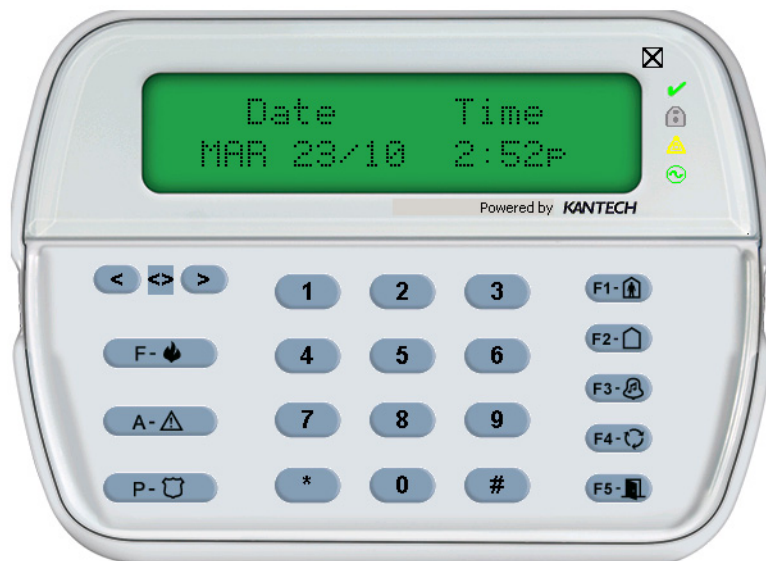 Date Time
MAR 23/10 2:52p
Powered by KANTECH
< <> >
1 2 3
F1-
F-
4 5 6
F2-
F3-
A-
7 8 9
F4-
P-
* 0 #
F5-